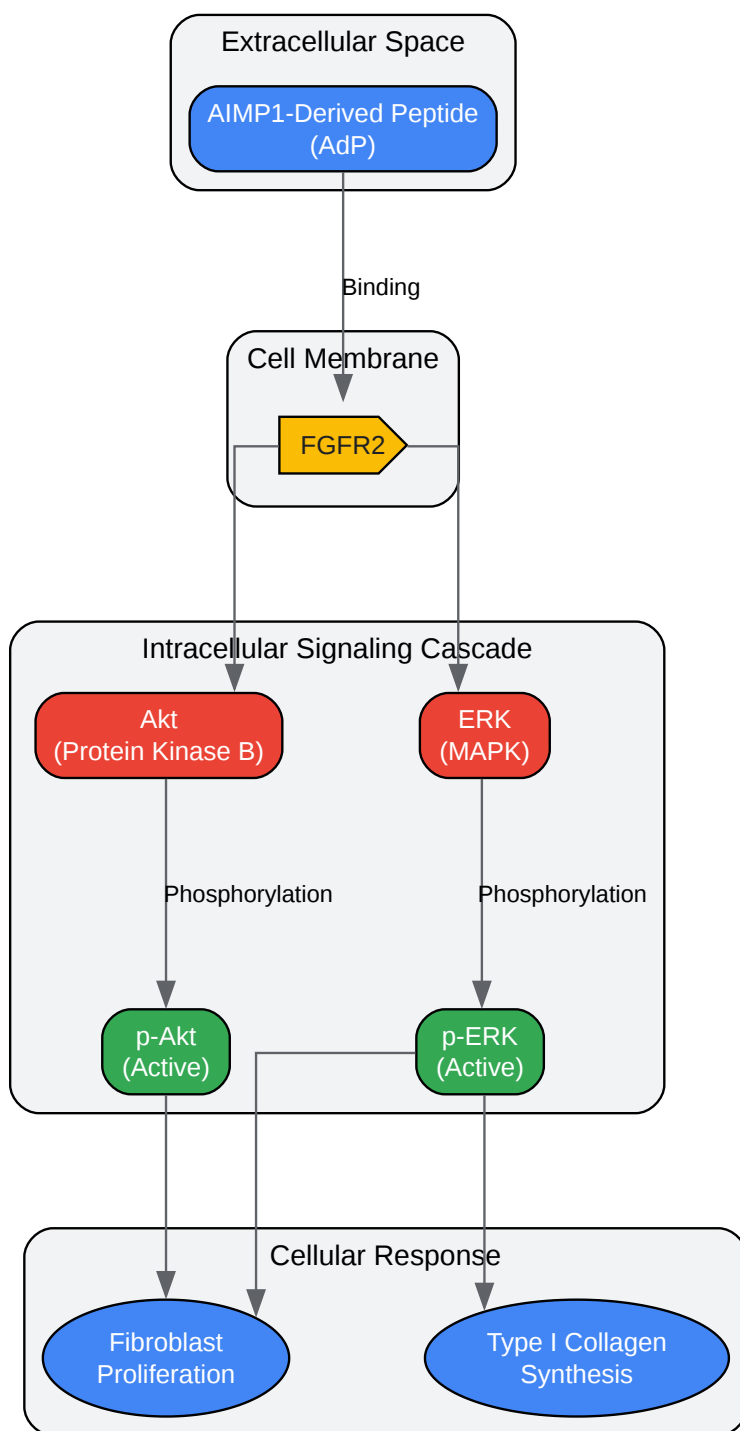 Extracellular Space
AIMP1-Derived Peptide
(AdP)
Binding
Cell Membrane
FGFR2
Intracellular Signaling Cascade
Akt
(Protein Kinase B)
ERK
(MAPK)
Phosphorylation
Phosphorylation
p-Akt
(Active)
p-ERK
(Active)
Cellular Response
Fibroblast
Proliferation
Type I Collagen
Synthesis